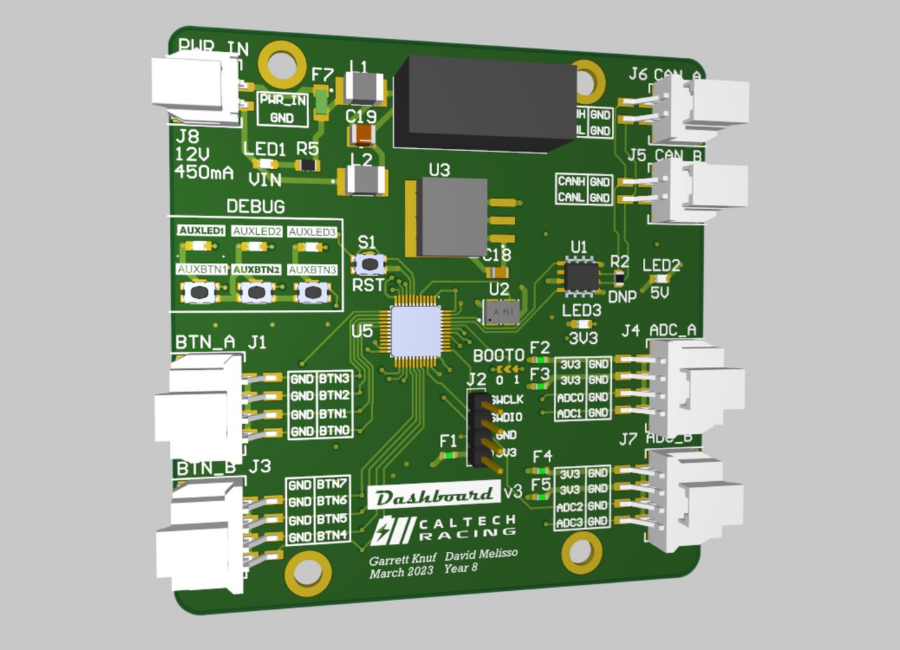 PWR_IN
F7
L1
PWR_IN
GND
C19
J8
12V
450mA
LED1
R5
VIN
L2
J6 CAN_A
GND
GND
J5 CAN_B
CANH GND
CANL GND
U3
DEBUG
AUXLED1 AUXLED2 AUXLED3
AUXBTN1 AUXBTN2 AUXBTN3
S1
RST
C18
U2
U1
R2
DNP
LED2
5V
LED3
3V3
U5
BTN_A J1
GND BTN3
GND BTN2
GND BTN1
GND BTN0
BOOT0
0 1
F2
F3
J4 ADC_A
3V3 GND
3V3 GND
ADC0 GND
ADC1 GND
J2
SWCLK
SWDIO
GND
3V3
F1
BTN_B J3
GND BTN7
GND BTN6
GND BTN5
GND BTN4
J7 ADC_B
F4
F5
3V3 GND
3V3 GND
ADC2 GND
ADC3 GND
Dashboard v3
CALTECH
RACING
Garrett Knuf David Melisso
March 2023 Year 8